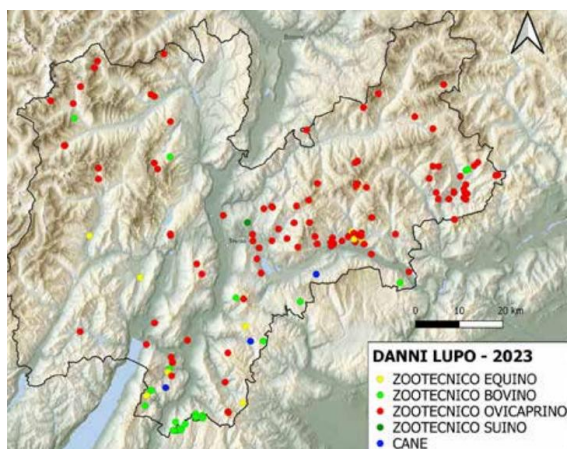 0 10 20 km
DANNI LUPO - 2023
ZOOTECNICO EQUINO
ZOOTECNICO BOVINO
ZOOTECNICO OVICAPRINO
ZOOTECNICO SUINO
CANE